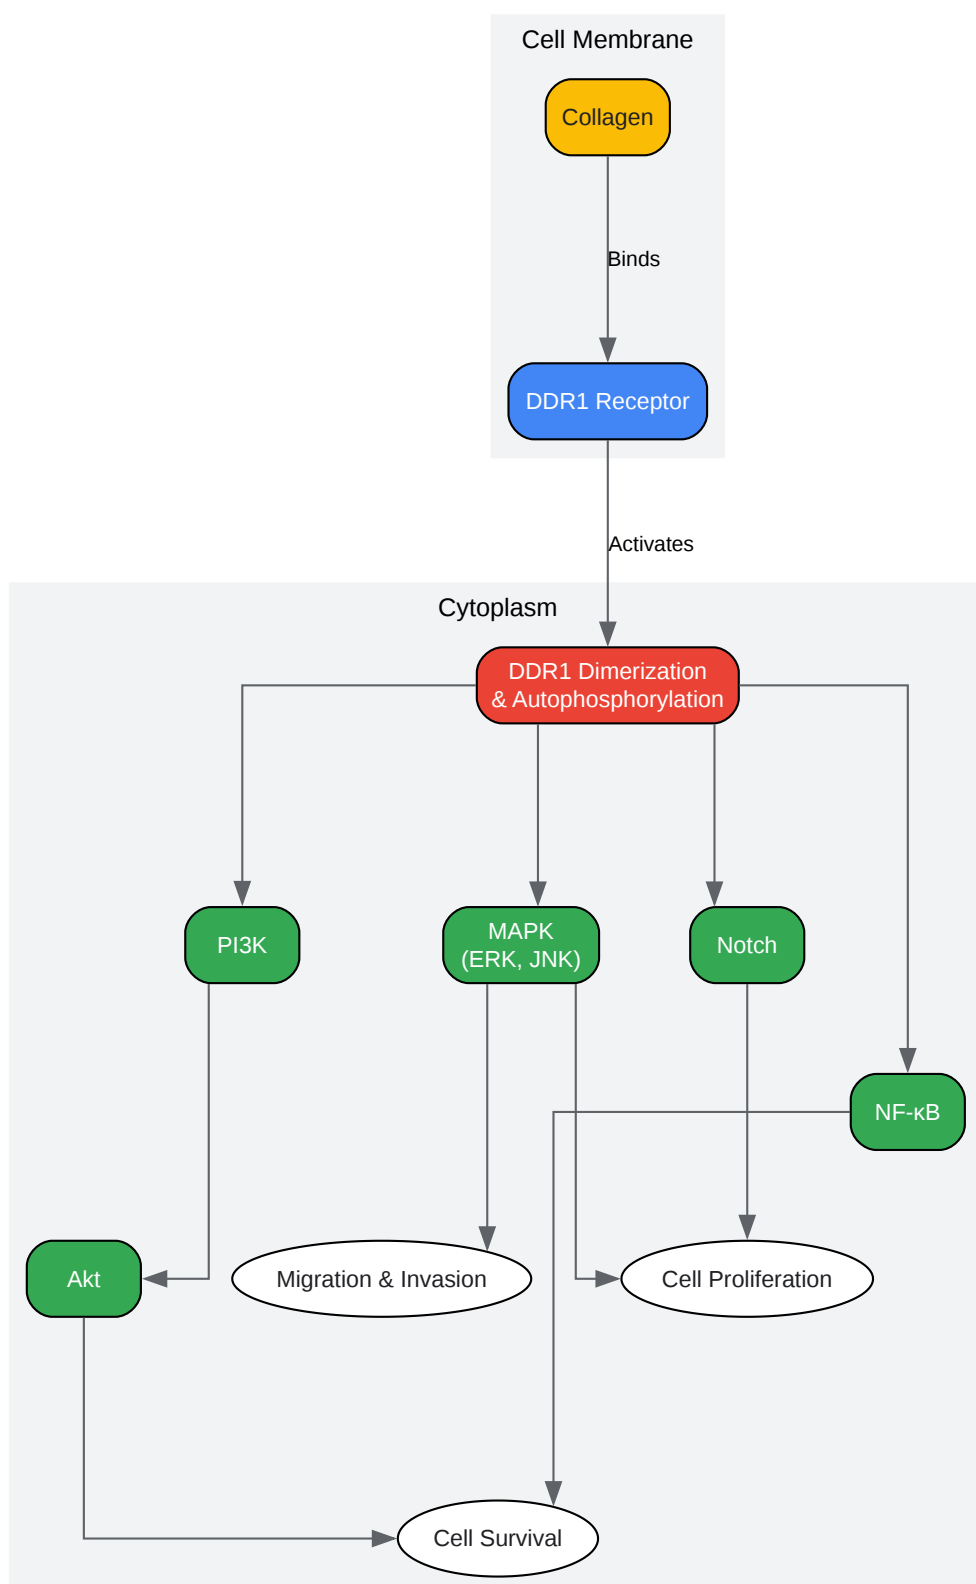 Cell Membrane
Collagen
Binds
DDR1 Receptor
Activates
Cytoplasm
DDR1 Dimerization
& Autophosphorylation
PI3K
MAPK
(ERK, JNK)
Notch
NF-κB
Akt
Migration & Invasion
Cell Proliferation
Cell Survival